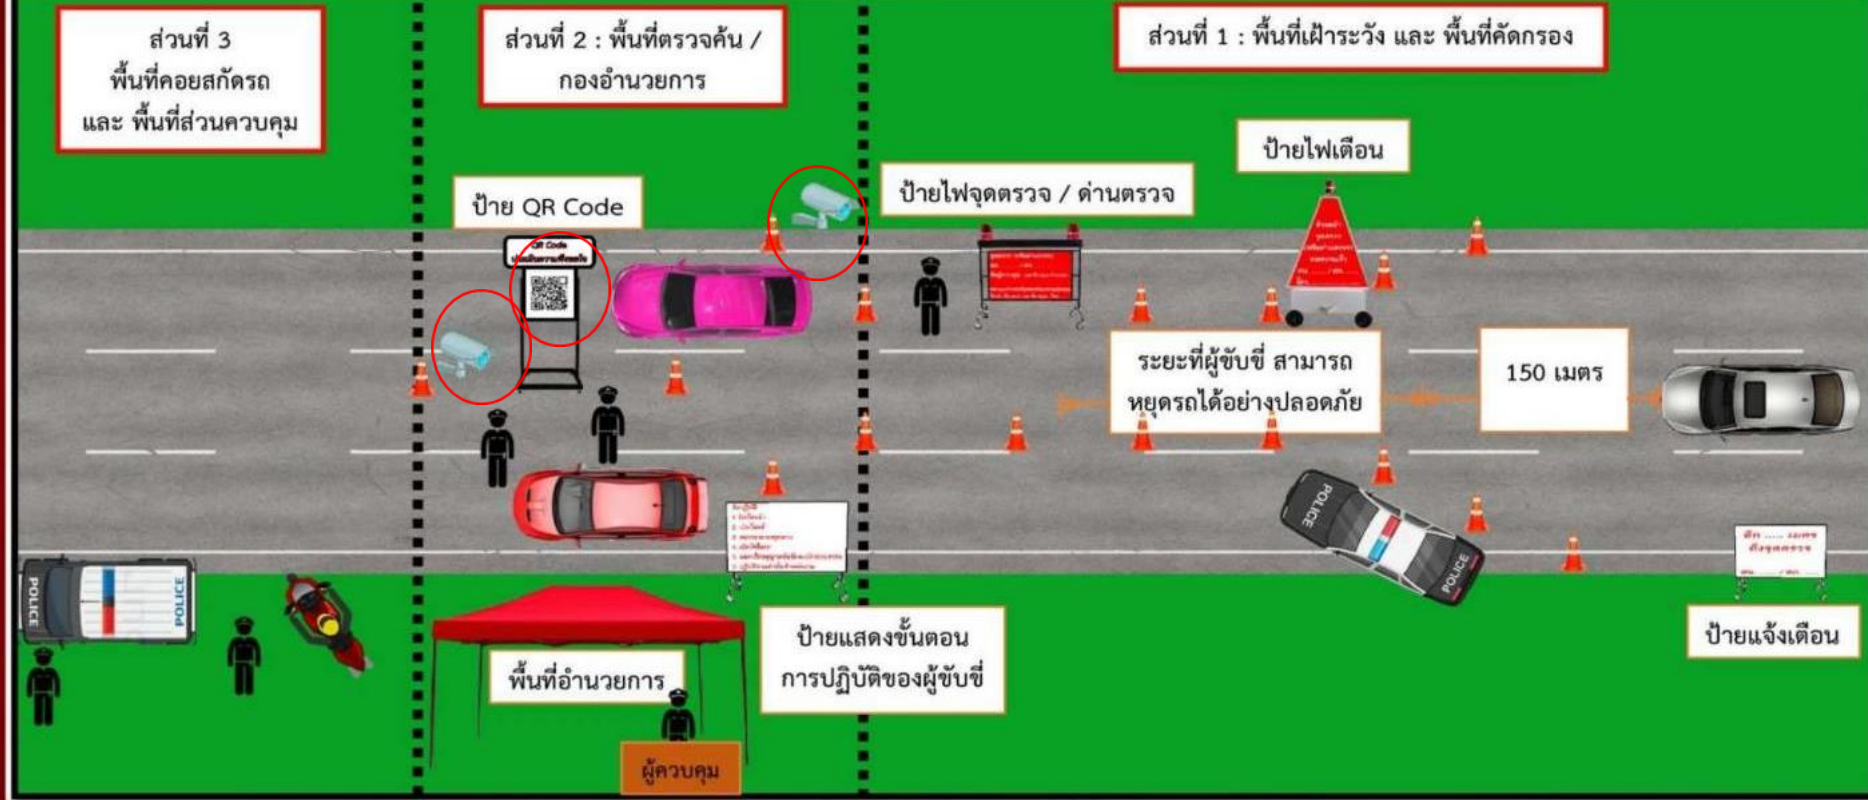 ส่วนที่ 3
พื้นที่คอยสกัดรถ
และ พื้นที่ส่วนควบคุม
ส่วนที่ 2 : พื้นที่ตรวจค้น /
กองอำนวยการ
ส่วนที่ 1 : พื้นที่เฝ้าระวัง และ พื้นที่คัดกรอง
ป้าย QR Code
ป้ายไฟจุดตรวจ / ด่านตรวจ
ป้ายไฟเตือน
QR Code
ระยะที่ผู้ขับขี่ สามารถ
หยุดรถได้อย่างปลอดภัย
150 เมตร
POLICE
POLICE
POLICE
POLICE
พื้นที่อำนวยการ
ผู้ควบคุม
ป้ายแสดงขั้นตอน
การปฏิบัติของผู้ขับขี่
ป้ายแจ้งเตือน